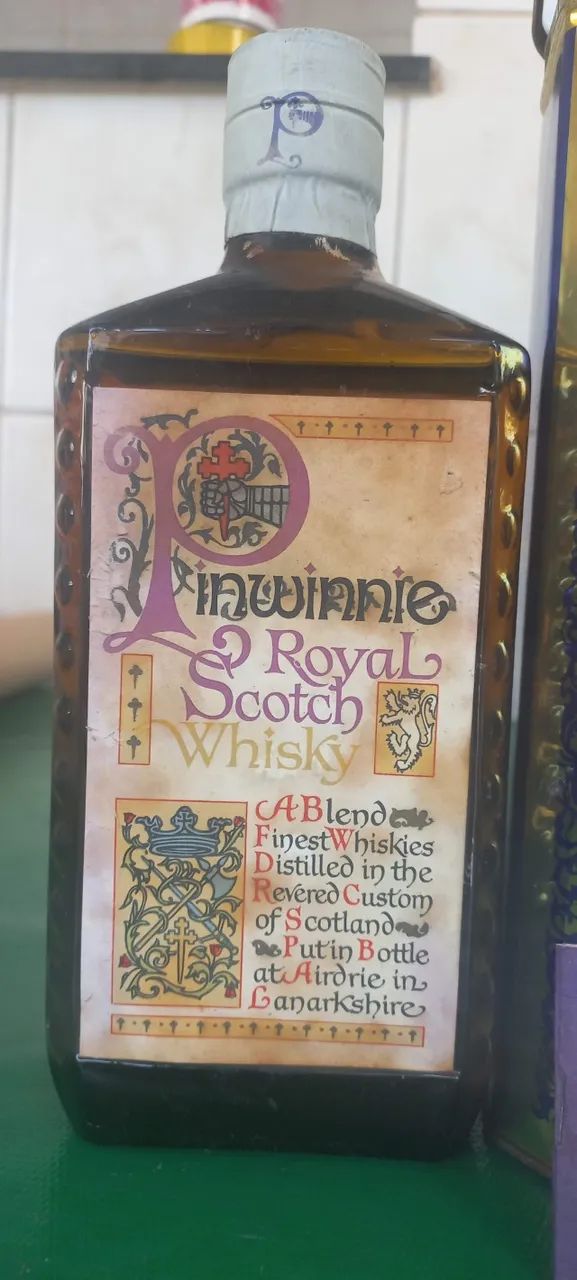 P
Pinwinnie
Royal
Scotch
Whisky
A Blend
Finest Whiskies
Distilled in the
Revered Custom
of Scotland
Put in Bottle
at Airdrie in
Lanarkshire